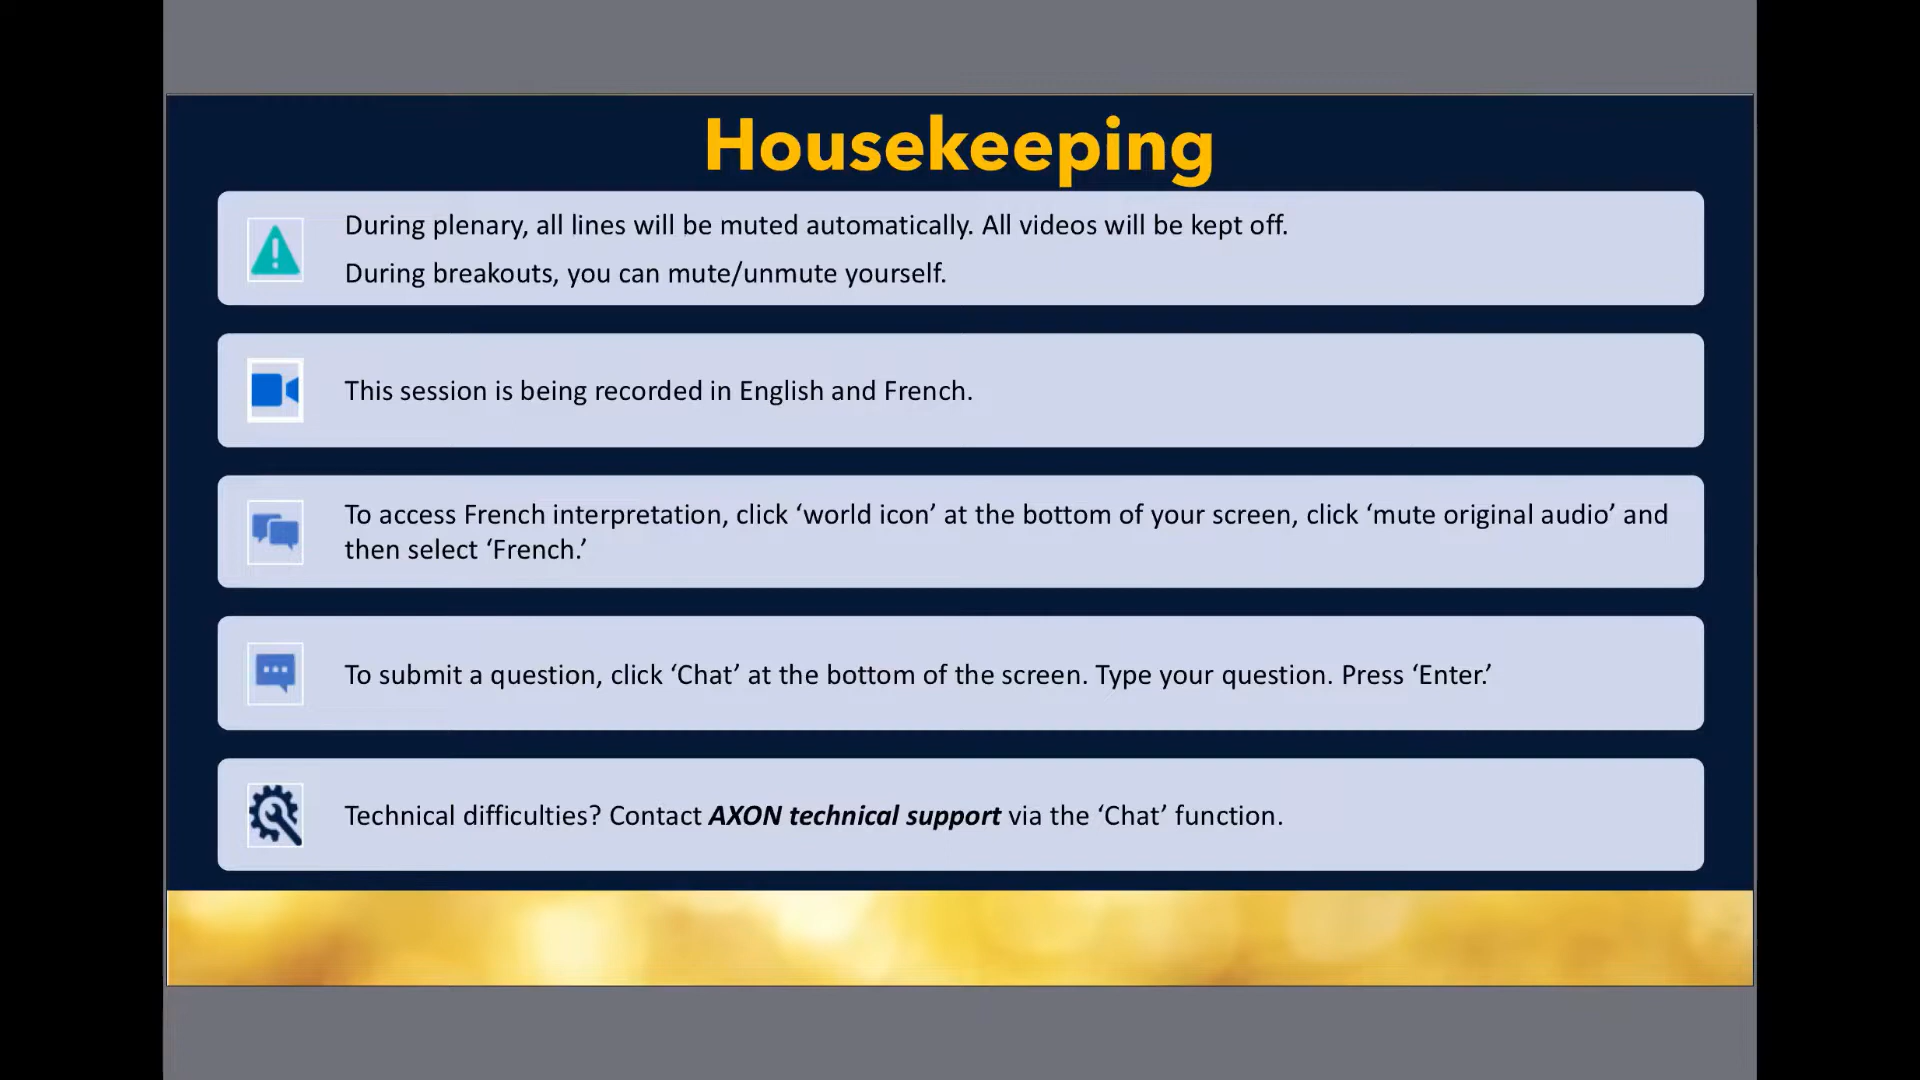 Housekeeping
During plenary, all lines will be muted automatically. All videos will be kept off.
During breakouts, you can mute/unmute yourself.
This session is being recorded in English and French.
To access French interpretation, click ‘world icon’ at the bottom of your screen, click ‘mute original audio’ and
then select ‘French.’
To submit a question, click ‘Chat’ at the bottom of the screen. Type your question. Press ‘Enter.’
Technical difficulties? Contact AXON technical support via the ‘Chat’ function.